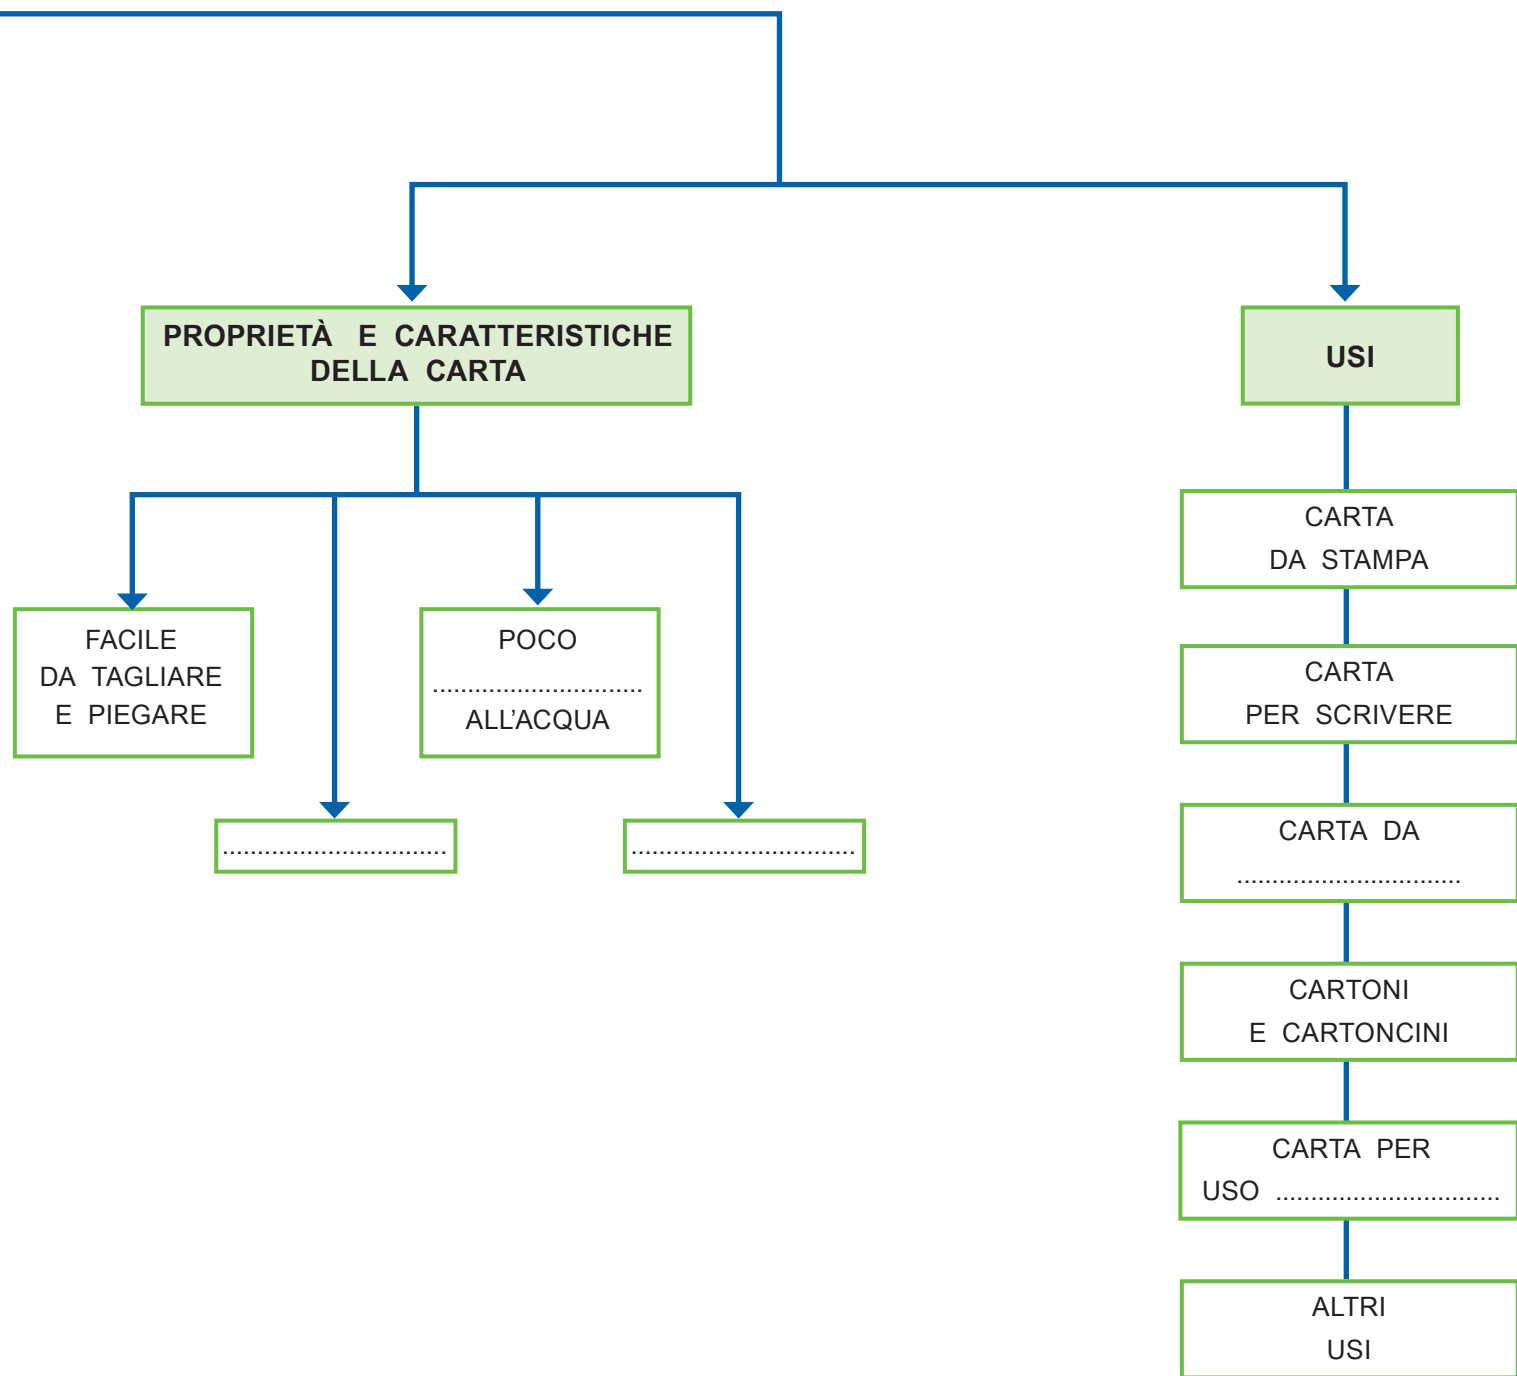 PROPRIETÀ E CARATTERISTICHE
DELLA CARTA
FACILE
DA TAGLIARE
E PIEGARE
................................
POCO
..............................
ALL'ACQUA
................................
USI
CARTA
DA STAMPA
CARTA
PER SCRIVERE
CARTA DA
................................
CARTONI
E CARTONCINI
CARTA PER
USO ................................
ALTRI
USI